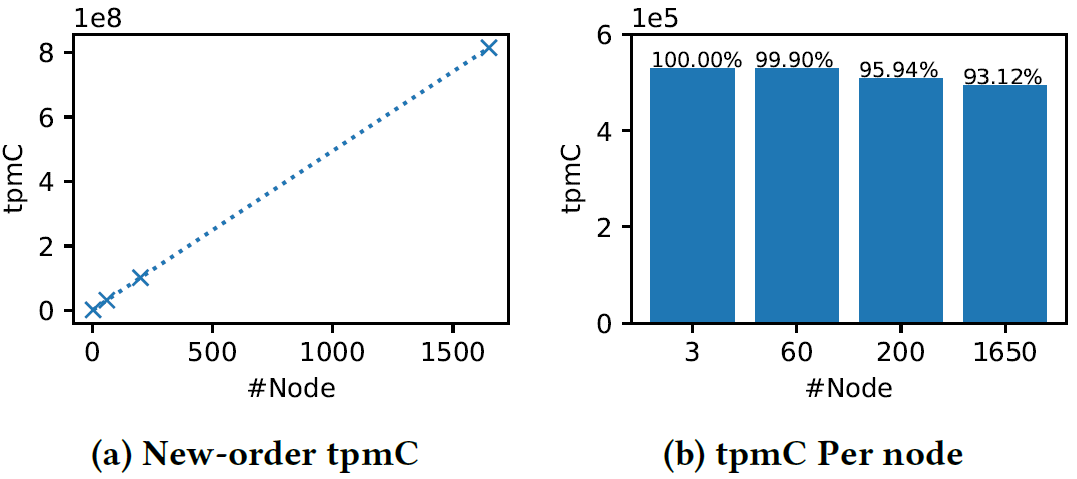 1e8
8
6
4
2
0
tpmC
0 500 1000 1500
#Node
(a) New-order tpmC
1e5
6
4
2
0
tpmC
100.00% 99.90% 95.94% 93.12%
3 60 200 1650
#Node
(b) tpmC Per node